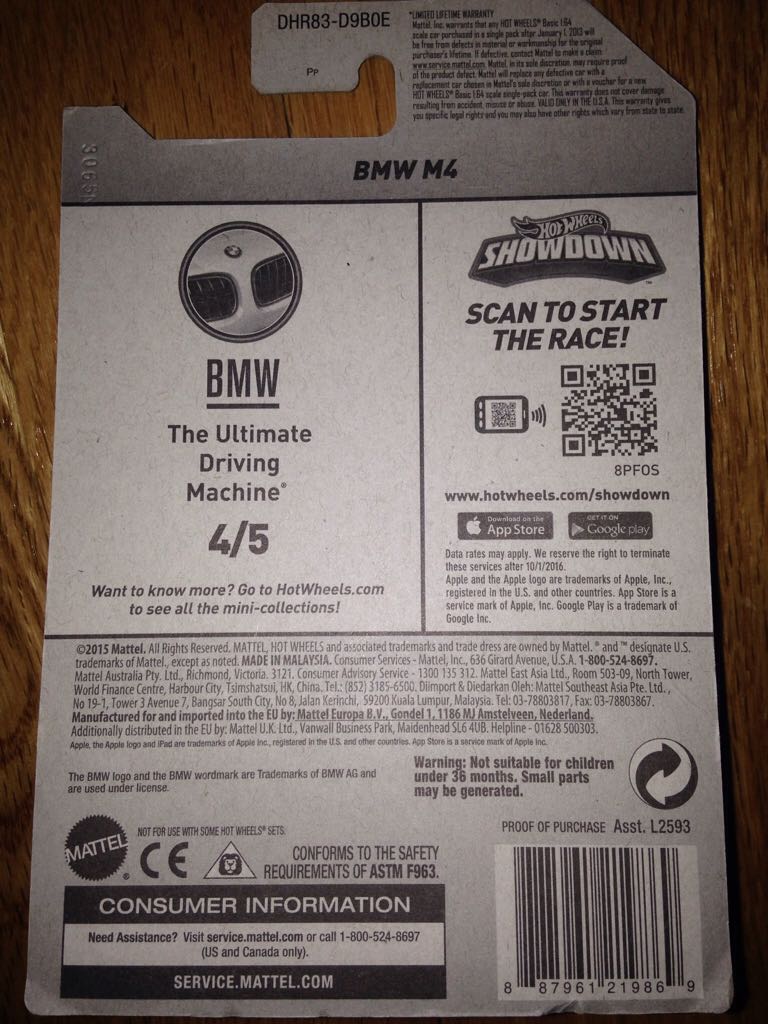 DHR83-D9B0E
Pp
*LIMITED LIFETIME WARRANTY
Mattel, Inc. warrants that any HOT WHEELS® Basic 1:64
scale car purchased in a single pack after January 1, 2013 will
be free from defects in material or workmanship for the original
purchaser's lifetime. If defective, contact Mattel to make a claim
www.service.mattel.com. Mattel, in its sole discretion, may require proof
of the product defect. Mattel will replace any defective car with a
replacement car chosen in Mattel's sole discretion or with a voucher for a new
HOT WHEELS® Basic 1:64 scale single-pack car. This warranty does not cover damage
resulting from accident, misuse or abuse. VALID ONLY IN THE U.S.A. This warranty gives
you specific legal rights and you may also have other rights which vary from state to state.
BMW M4
BMW
The Ultimate
Driving
Machine®
4/5
Want to know more? Go to HotWheels.com
to see all the mini-collections!
HOT WHEELS
SHOWDOWN™
SCAN TO START
THE RACE!
8PFOS
www.hotwheels.com/showdown
Download on the
App Store
GET IT ON
Google play
Data rates may apply. We reserve the right to terminate
these services after 10/1/2016.
Apple and the Apple logo are trademarks of Apple, Inc.,
registered in the U.S. and other countries. App Store is a
service mark of Apple, Inc. Google Play is a trademark of
Google Inc.
©2015 Mattel. All Rights Reserved. MATTEL, HOT WHEELS and associated trademarks and trade dress are owned by Mattel. ® and ™ designate U.S.
trademarks of Mattel, except as noted. MADE IN MALAYSIA. Consumer Services - Mattel, Inc., 636 Girard Avenue, U.S.A. 1-800-524-8697.
Mattel Australia Pty. Ltd., Richmond, Victoria. 3121. Consumer Advisory Service - 1300 135 312. Mattel East Asia Ltd., Room 503-09, North Tower,
World Finance Centre, Harbour City, Tsimshatsui, HK, China. Tel.: (852) 3185-6500. Diimport & Diedarkan Oleh: Mattel Southeast Asia Pte. Ltd.,
No 19-1, Tower 3 Avenue 7, Bangsar South City, No 8, Jalan Kerinchi, 59200 Kuala Lumpur, Malaysia. Tel: 03-78803817, Fax: 03-78803867.
Manufactured for and imported into the EU by: Mattel Europa B.V., Gondel 1, 1186 MJ Amstelveen, Nederland.
Additionally distributed in the EU by: Mattel U.K. Ltd., Vanwall Business Park, Maidenhead SL6 4UB. Helpline - 01628 500303.
Apple, the Apple logo and iPad are trademarks of Apple Inc., registered in the U.S. and other countries. App Store is a service mark of Apple Inc.
The BMW logo and the BMW wordmark are Trademarks of BMW AG and
are used under license.
Warning: Not suitable for children
under 36 months. Small parts
may be generated.
MATTEL®
NOT FOR USE WITH SOME HOT WHEELS® SETS.
CE
CONFORMS TO THE SAFETY
REQUIREMENTS OF ASTM F963.
PROOF OF PURCHASE Asst. L2593
CONSUMER INFORMATION
Need Assistance? Visit service.mattel.com or call 1-800-524-8697
(US and Canada only).
SERVICE.MATTEL.COM
8 87961 21986 9